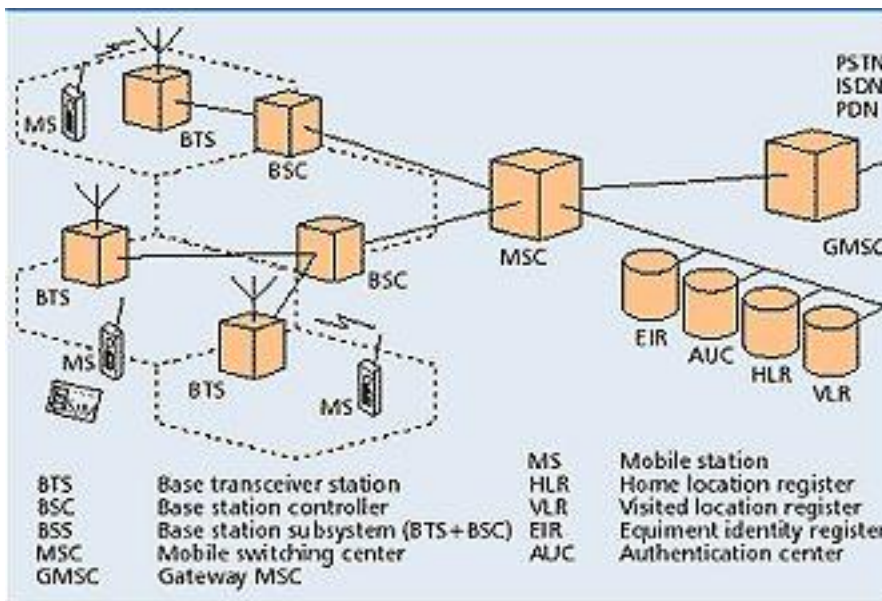 PSTN
ISDN
PDN
MS
BTS
BSC
MSC
GMSC
BTS
BSC
EIR
AUC
HLR
VLR
MS
SIM
BTS
MS
BTS Base transceiver station
BSC Base station controller
BSS Base station subsystem (BTS+BSC)
MSC Mobile switching center
GMSC Gateway MSC
MS Mobile station
HLR Home location register
VLR Visited location register
EIR Equiment identity register
AUC Authentication center